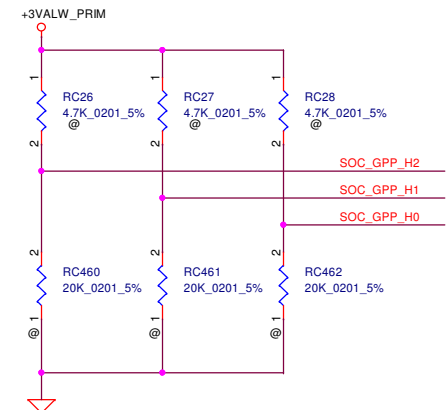 +3VALW_PRIM
1
1
1
RC26
RC27
RC28
4.7K_0201_5%
4.7K_0201_5%
4.7K_0201_5%
@
@
@
2
2
2
SOC_GPP_H2
SOC_GPP_H1
SOC_GPP_H0
2
2
2
RC460
RC461
RC462
20K_0201_5%
20K_0201_5%
20K_0201_5%
@
1
@
1
@
1